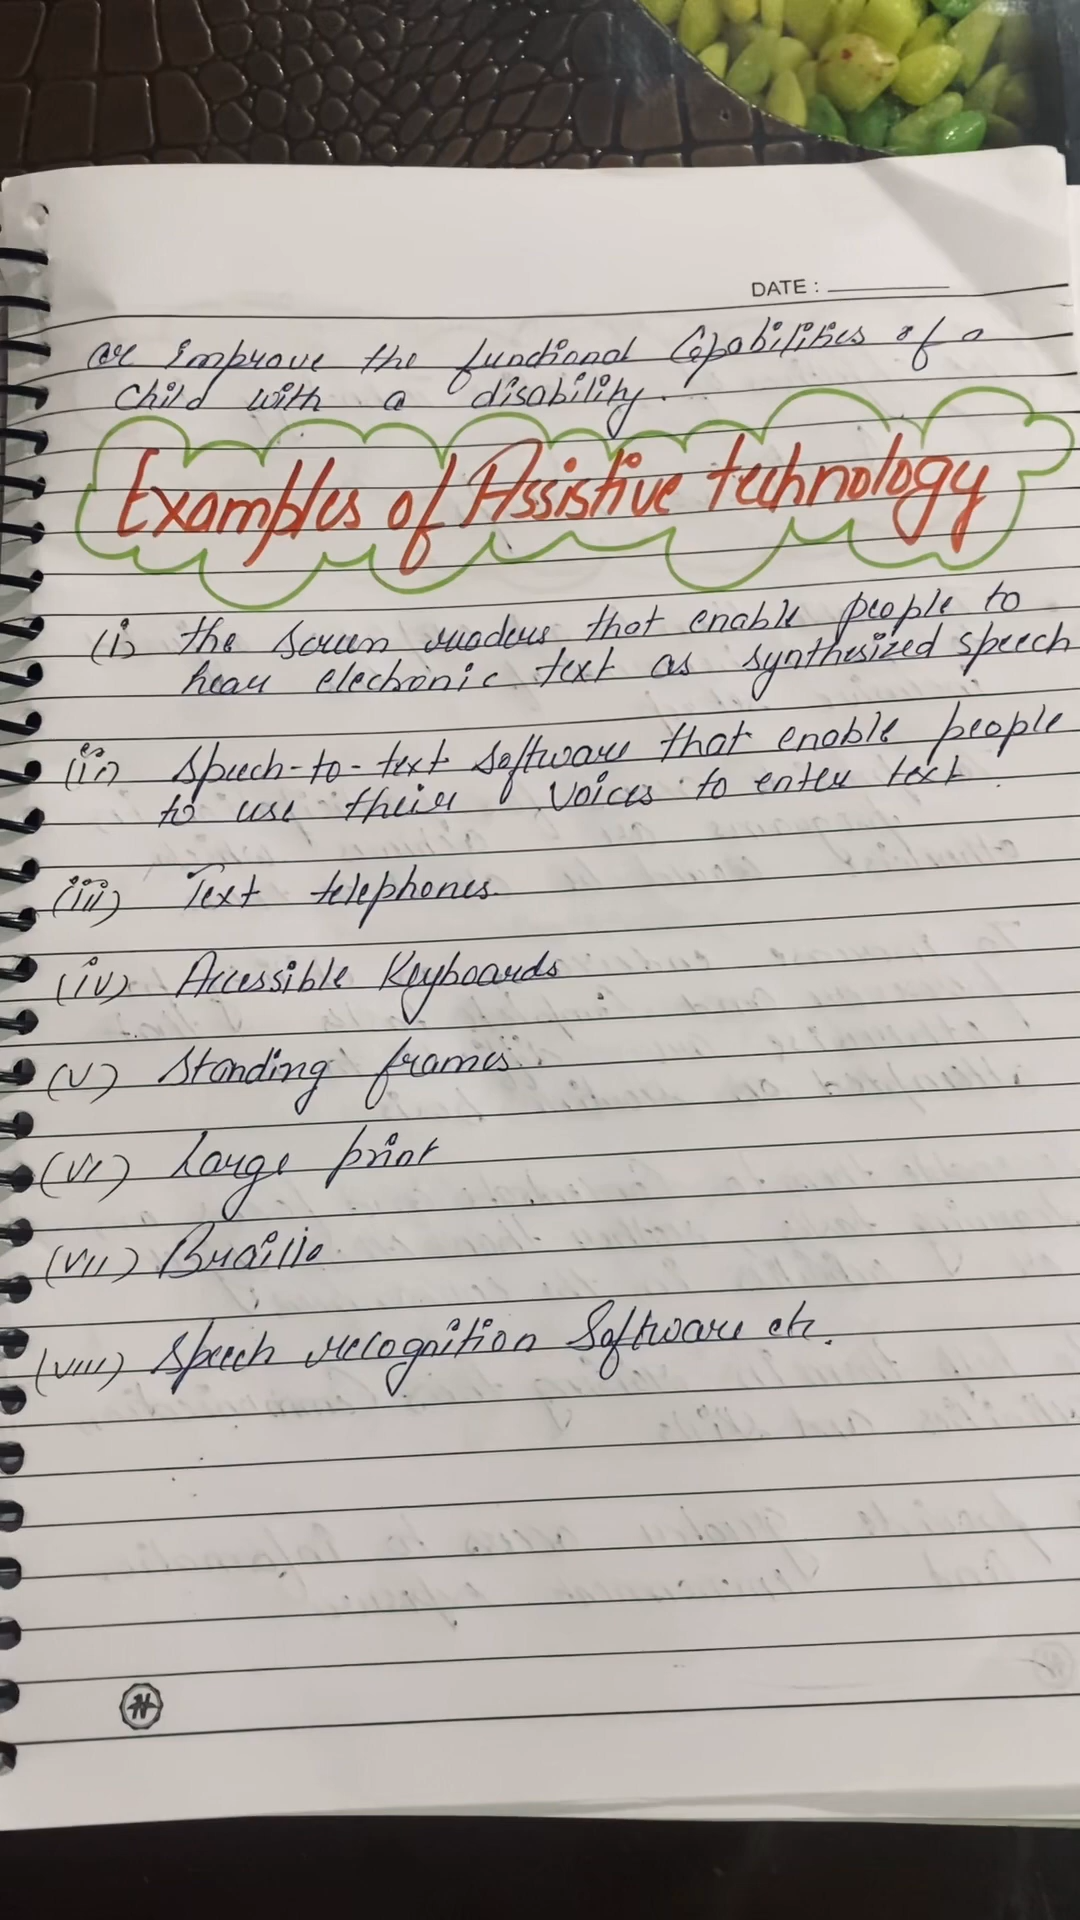 DATE :
or improve the functional Capabilities of a
child with a disability.
Examples of Assistive technology
(i) the screen readers that enable people to
hear electronic text as synthesized speech
(ii) Speech-to-text software that enable people
to use their voices to enter text.
(iii) Text telephones.
(iv) Accessible Keyboards
(v) Standing frames.
(vi) Large print
(vii) Braille
(viii) Speech recognition Software etc.